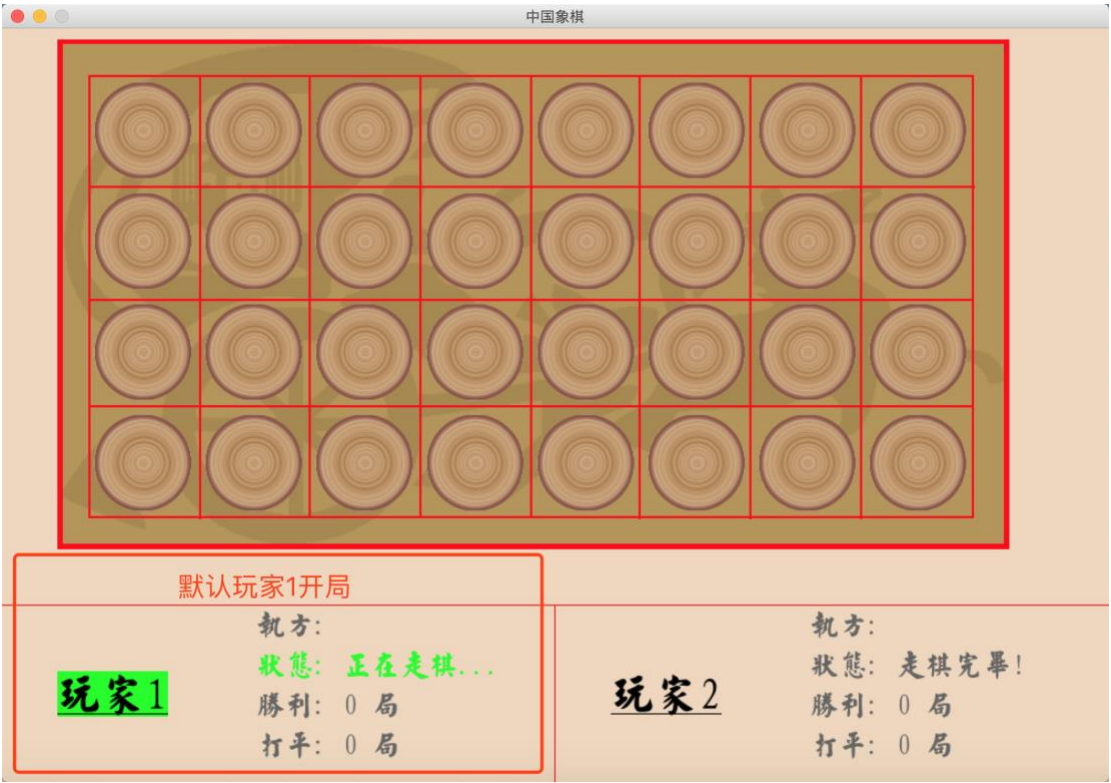 中国象棋
默认玩家1开局
執方：
狀態： 正在走棋...
玩家1
勝利： 0 局
打平： 0 局
執方：
狀態： 走棋完畢！
玩家2
勝利： 0 局
打平： 0 局